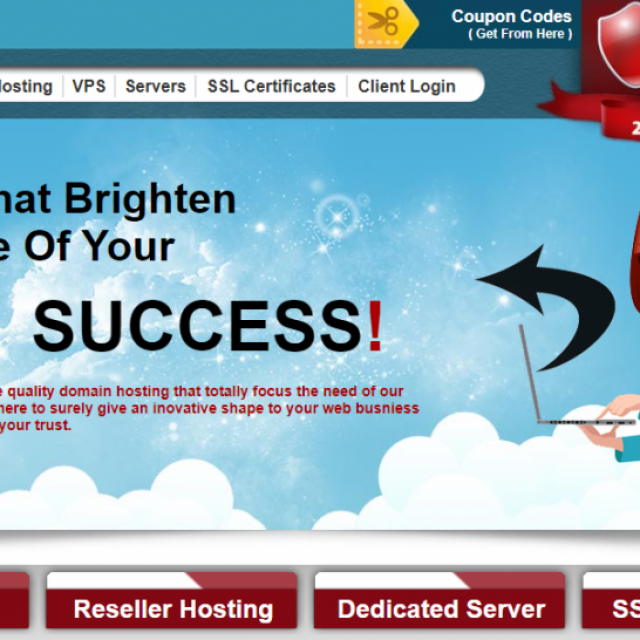 Coupon Codes
( Get From Here )
osting VPS Servers SSL Certificates Client Login
2
hat Brighten
e Of Your
SUCCESS!
e quality domain hosting that totally focus the need of our
here to surely give an inovative shape to your web busniess
your trust.
Reseller Hosting Dedicated Server SS